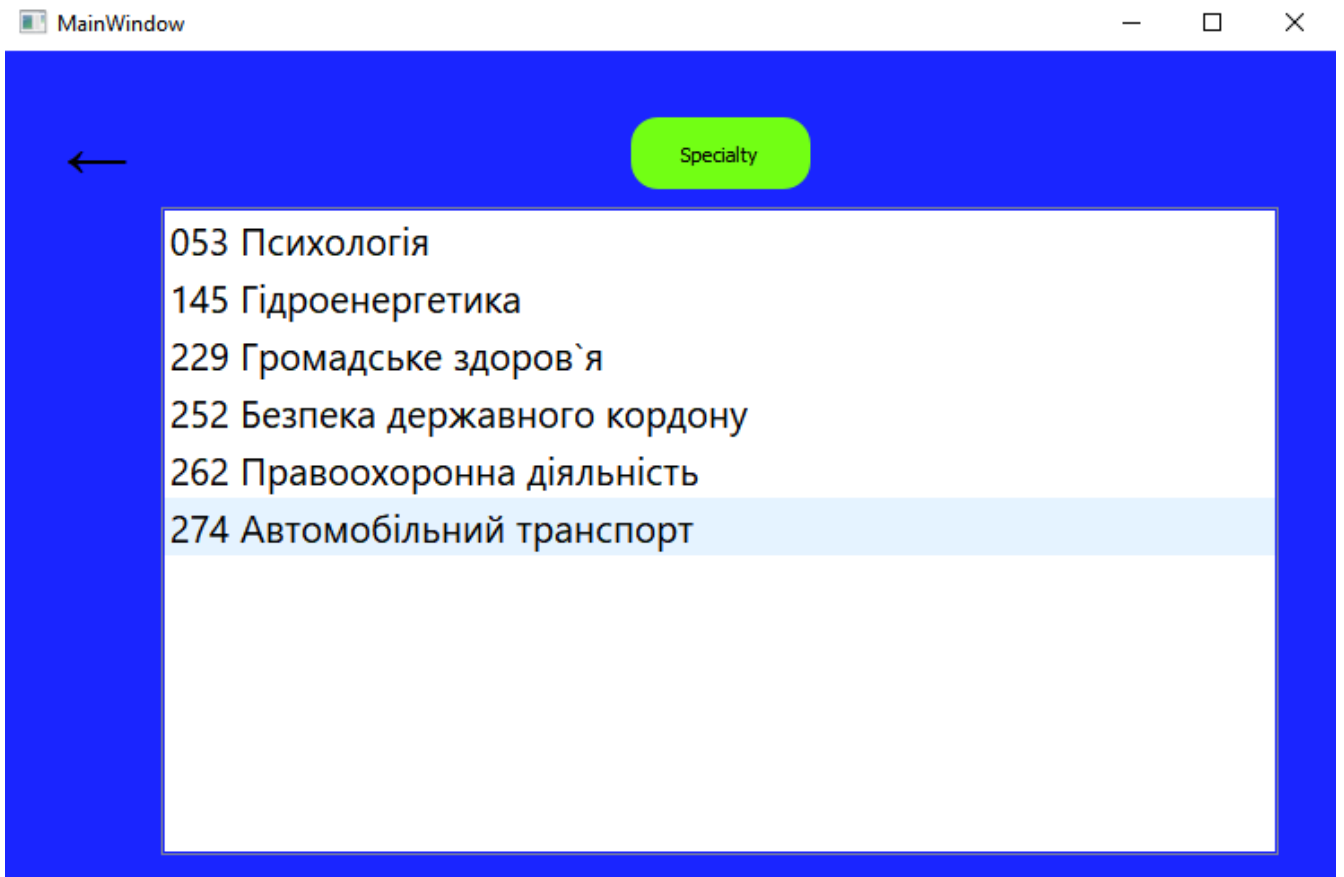 MainWindow
←
Specialty
053 Психологія
145 Гідроенергетика
229 Громадське здоров`я
252 Безпека державного кордону
262 Правоохоронна діяльність
274 Автомобільний транспорт